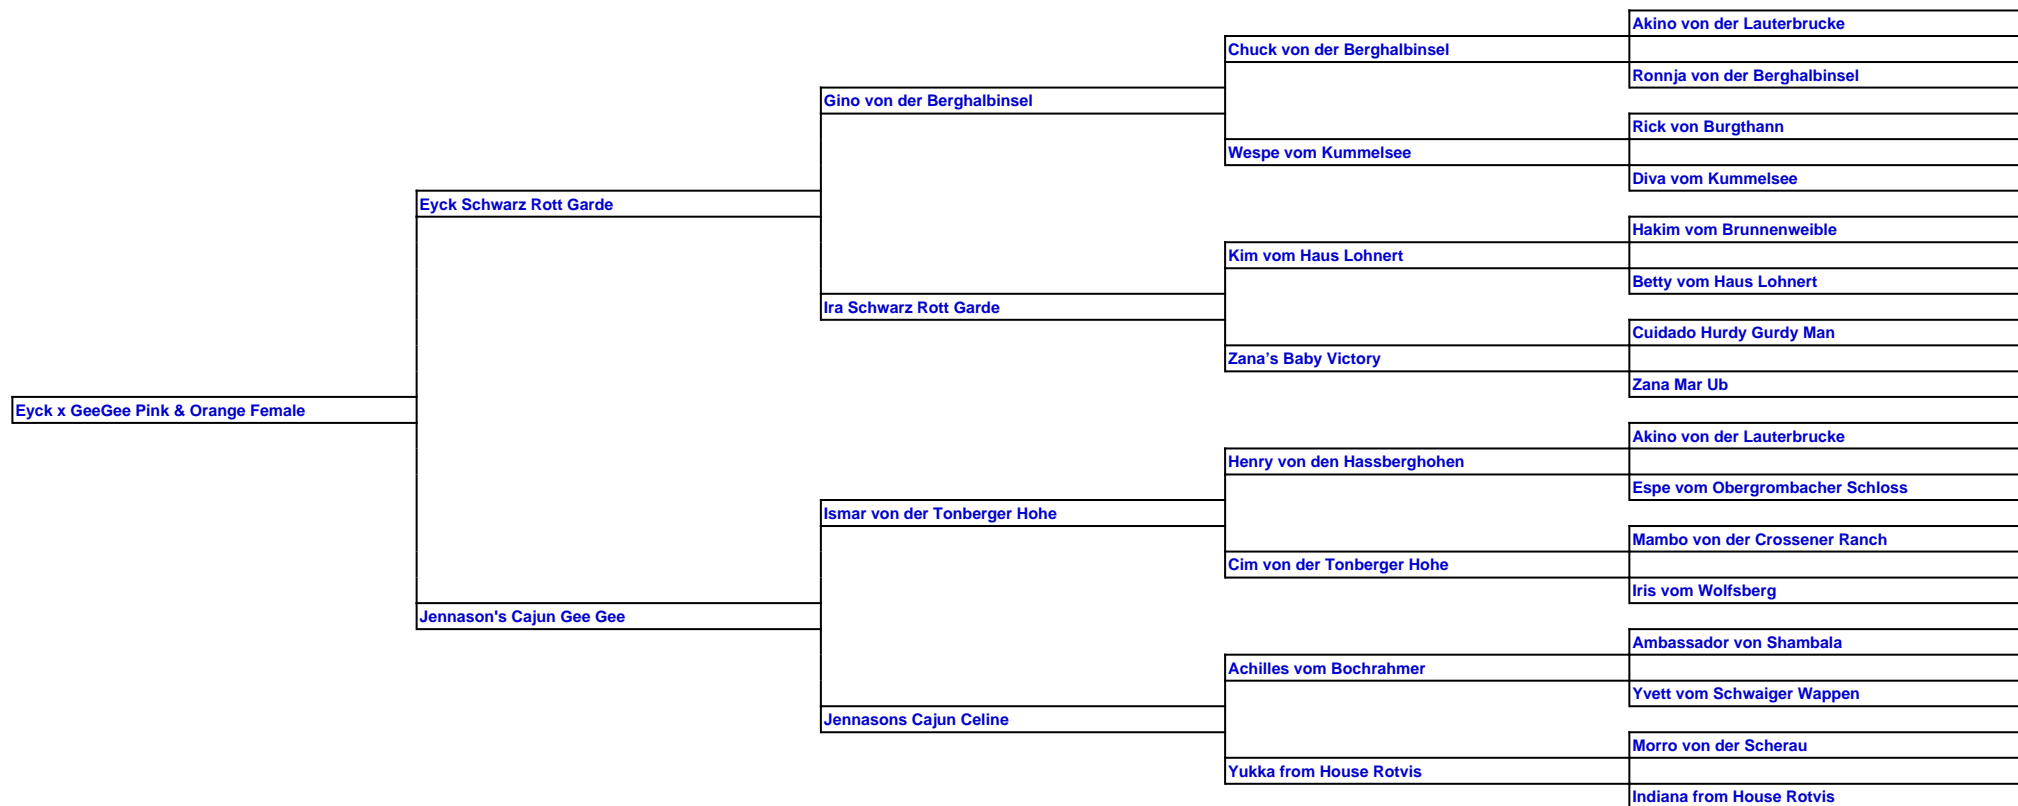 Akino von der Lauterbrucke
Chuck von der Berghalbinsel
Ronnja von der Berghalbinsel
Gino von der Berghalbinsel
Rick von Burgthann
Wespe vom Kummelsee
Diva vom Kummelsee
Eyck Schwarz Rott Garde
Hakim vom Brunnenweible
Kim vom Haus Lohnert
Betty vom Haus Lohnert
Ira Schwarz Rott Garde
Cuidado Hurdy Gurdy Man
Zana’s Baby Victory
Zana Mar Ub
Eyck x GeeGee Pink & Orange Female
Akino von der Lauterbrucke
Henry von den Hassberghohen
Espe vom Obergrombacher Schloss
Ismar von der Tonberger Hohe
Mambo von der Crossener Ranch
Cim von der Tonberger Hohe
Iris vom Wolfsberg
Jennason's Cajun Gee Gee
Ambassador von Shambala
Achilles vom Bochrahmer
Yvett vom Schwaiger Wappen
Jennasons Cajun Celine
Morro von der Scherau
Yukka from House Rotvis
Indiana from House Rotvis